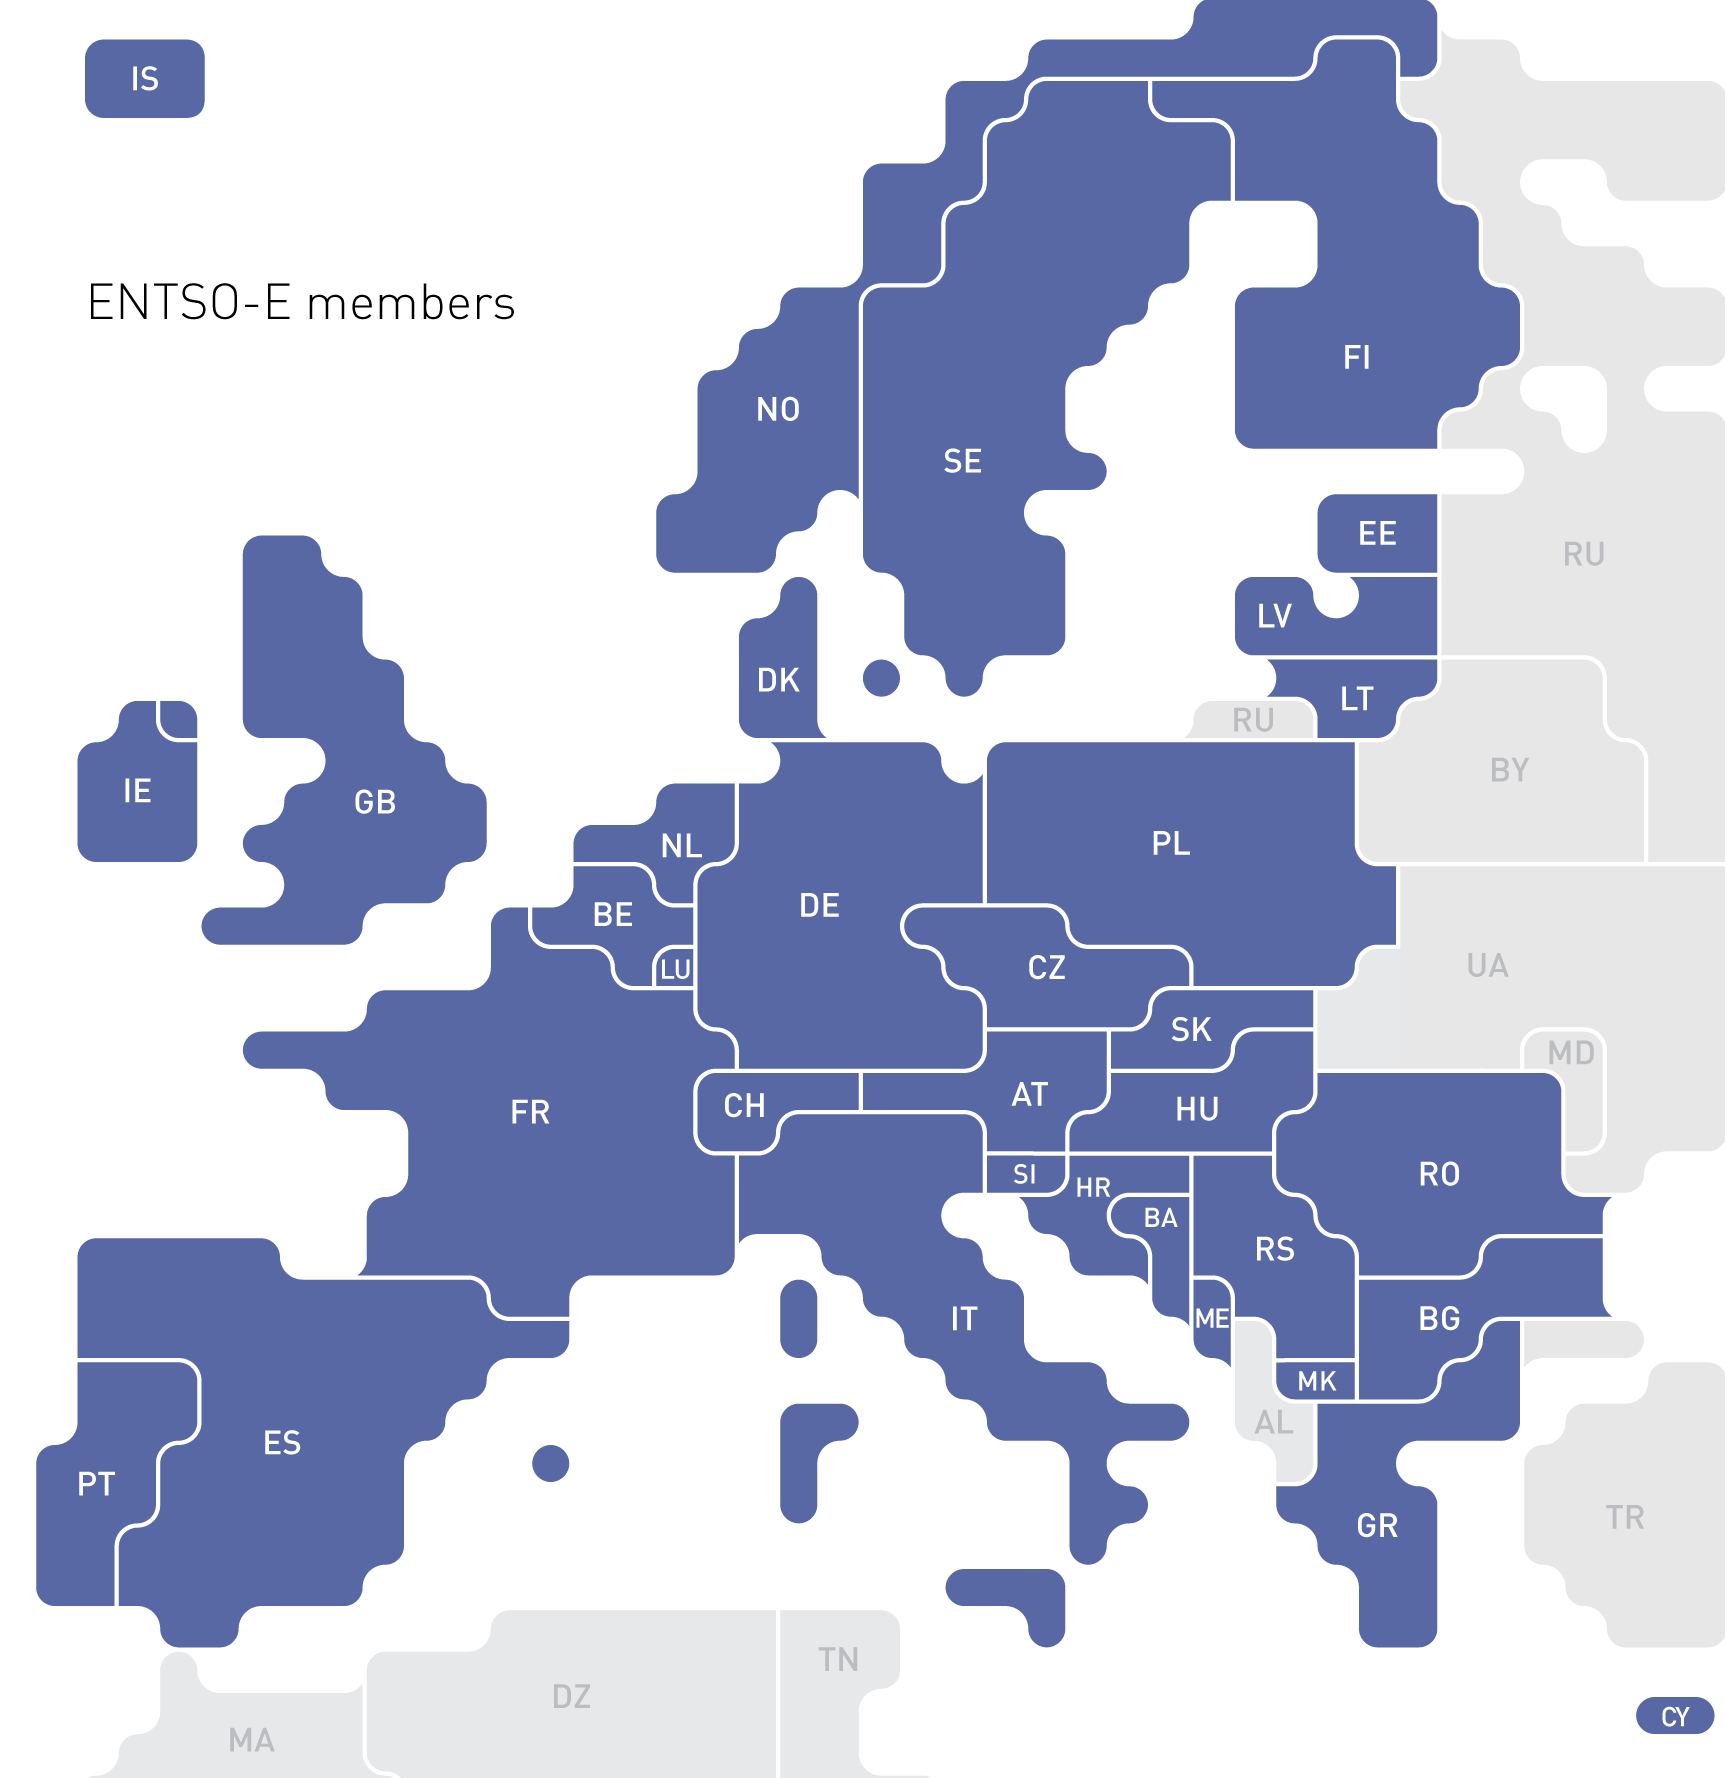 IS
ENTSO-E members
FI
NO
SE
EE
RU
LV
DK
LT
RU
BY
IE
GB
NL
PL
DE
BE
LU
CZ
UA
SK
MD
CH
AT
HU
FR
SI
HR
RO
BA
RS
IT
ME
BG
MK
AL
ES
PT
GR
TR
TN
DZ
MA
CY